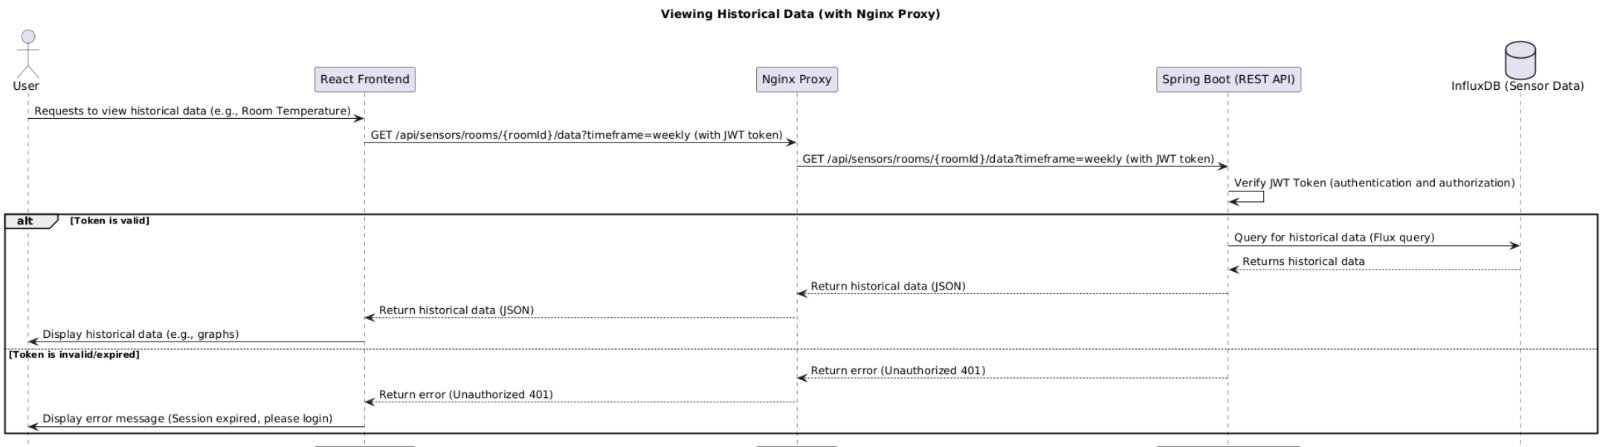 Viewing Historical Data (with Nginx Proxy)
User
React Frontend
Nginx Proxy
Spring Boot (REST API)
InfluxDB (Sensor Data)
Requests to view historical data (e.g., Room Temperature)
GET /api/sensors/rooms/{roomId}/data?timeframe=weekly (with JWT token)
GET /api/sensors/rooms/{roomId}/data?timeframe=weekly (with JWT token)
Verify JWT Token (authentication and authorization)
alt [Token is valid]
Query for historical data (Flux query)
Returns historical data
Return historical data (JSON)
Return historical data (JSON)
Display historical data (e.g., graphs)
[Token is invalid/expired]
Return error (Unauthorized 401)
Return error (Unauthorized 401)
Display error message (Session expired, please login)